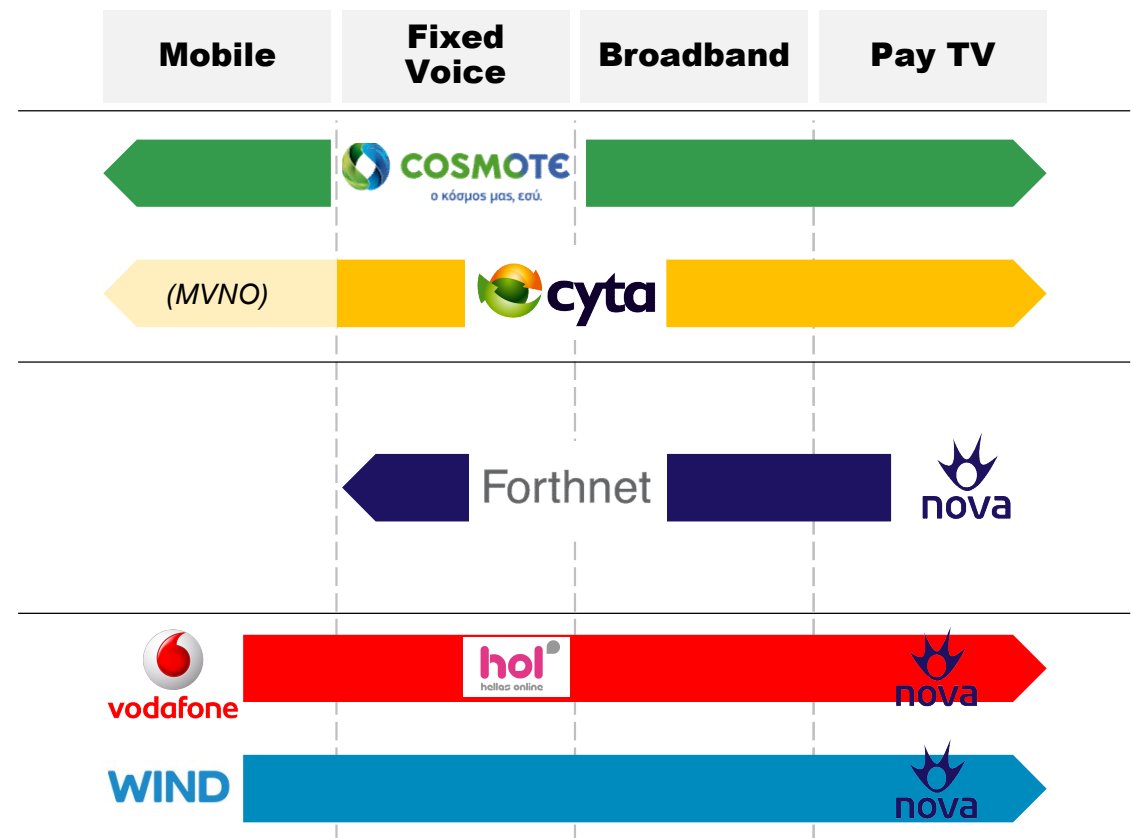 Mobile
Fixed
Voice
Broadband
Pay TV
COSMOTE
ο κόσμος μας, εσύ.
(MVNO)
cyta
Forthnet
nova
vodafone
hol
hellas online
nova
WIND
nova